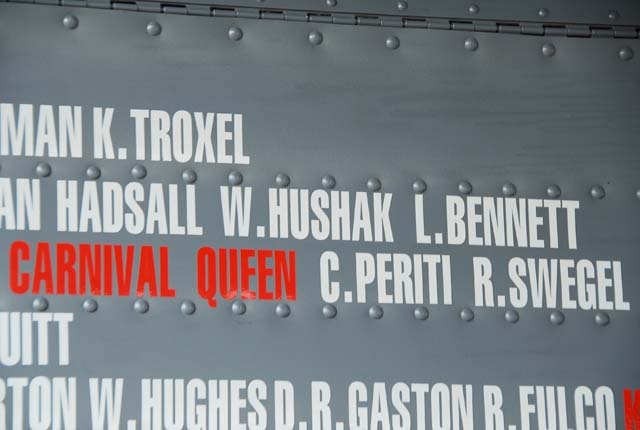 MAN K. TROXEL
AN HADSALL W. HUSHAK L. BENNETT
CARNIVAL QUEEN C. PERITI R. SWEGEL
UITT
RTON W. HUGHES D. R. GASTON R. FULCO